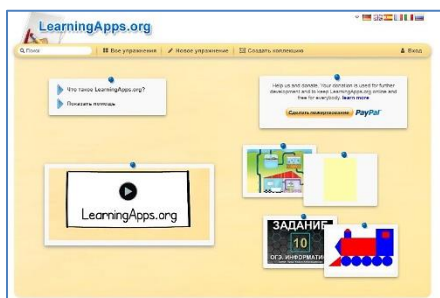 LearningApps.org
Поиск
Все упражнения
Новое упражнение
Создать коллекцию
Вход
Что такое LearningApps.org?
Показать помощь
Help us and donate. Your donation is used for further
development and to keep LearningApps.org online and
free for everybody. learn more
Сделать пожертвование PayPal
LearningApps.org
ЗАДАНИЕ
10
ОГЭ. ИНФОРМАТИКА